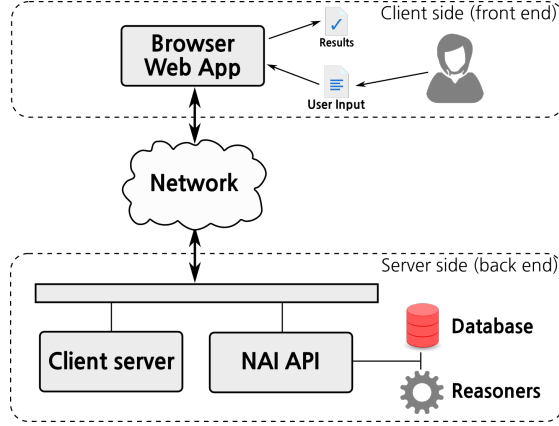 Client side (front end)
Browser
Web App
Results
User Input
Network
Server side (back end)
Client server
NAI API
Database
Reasoners